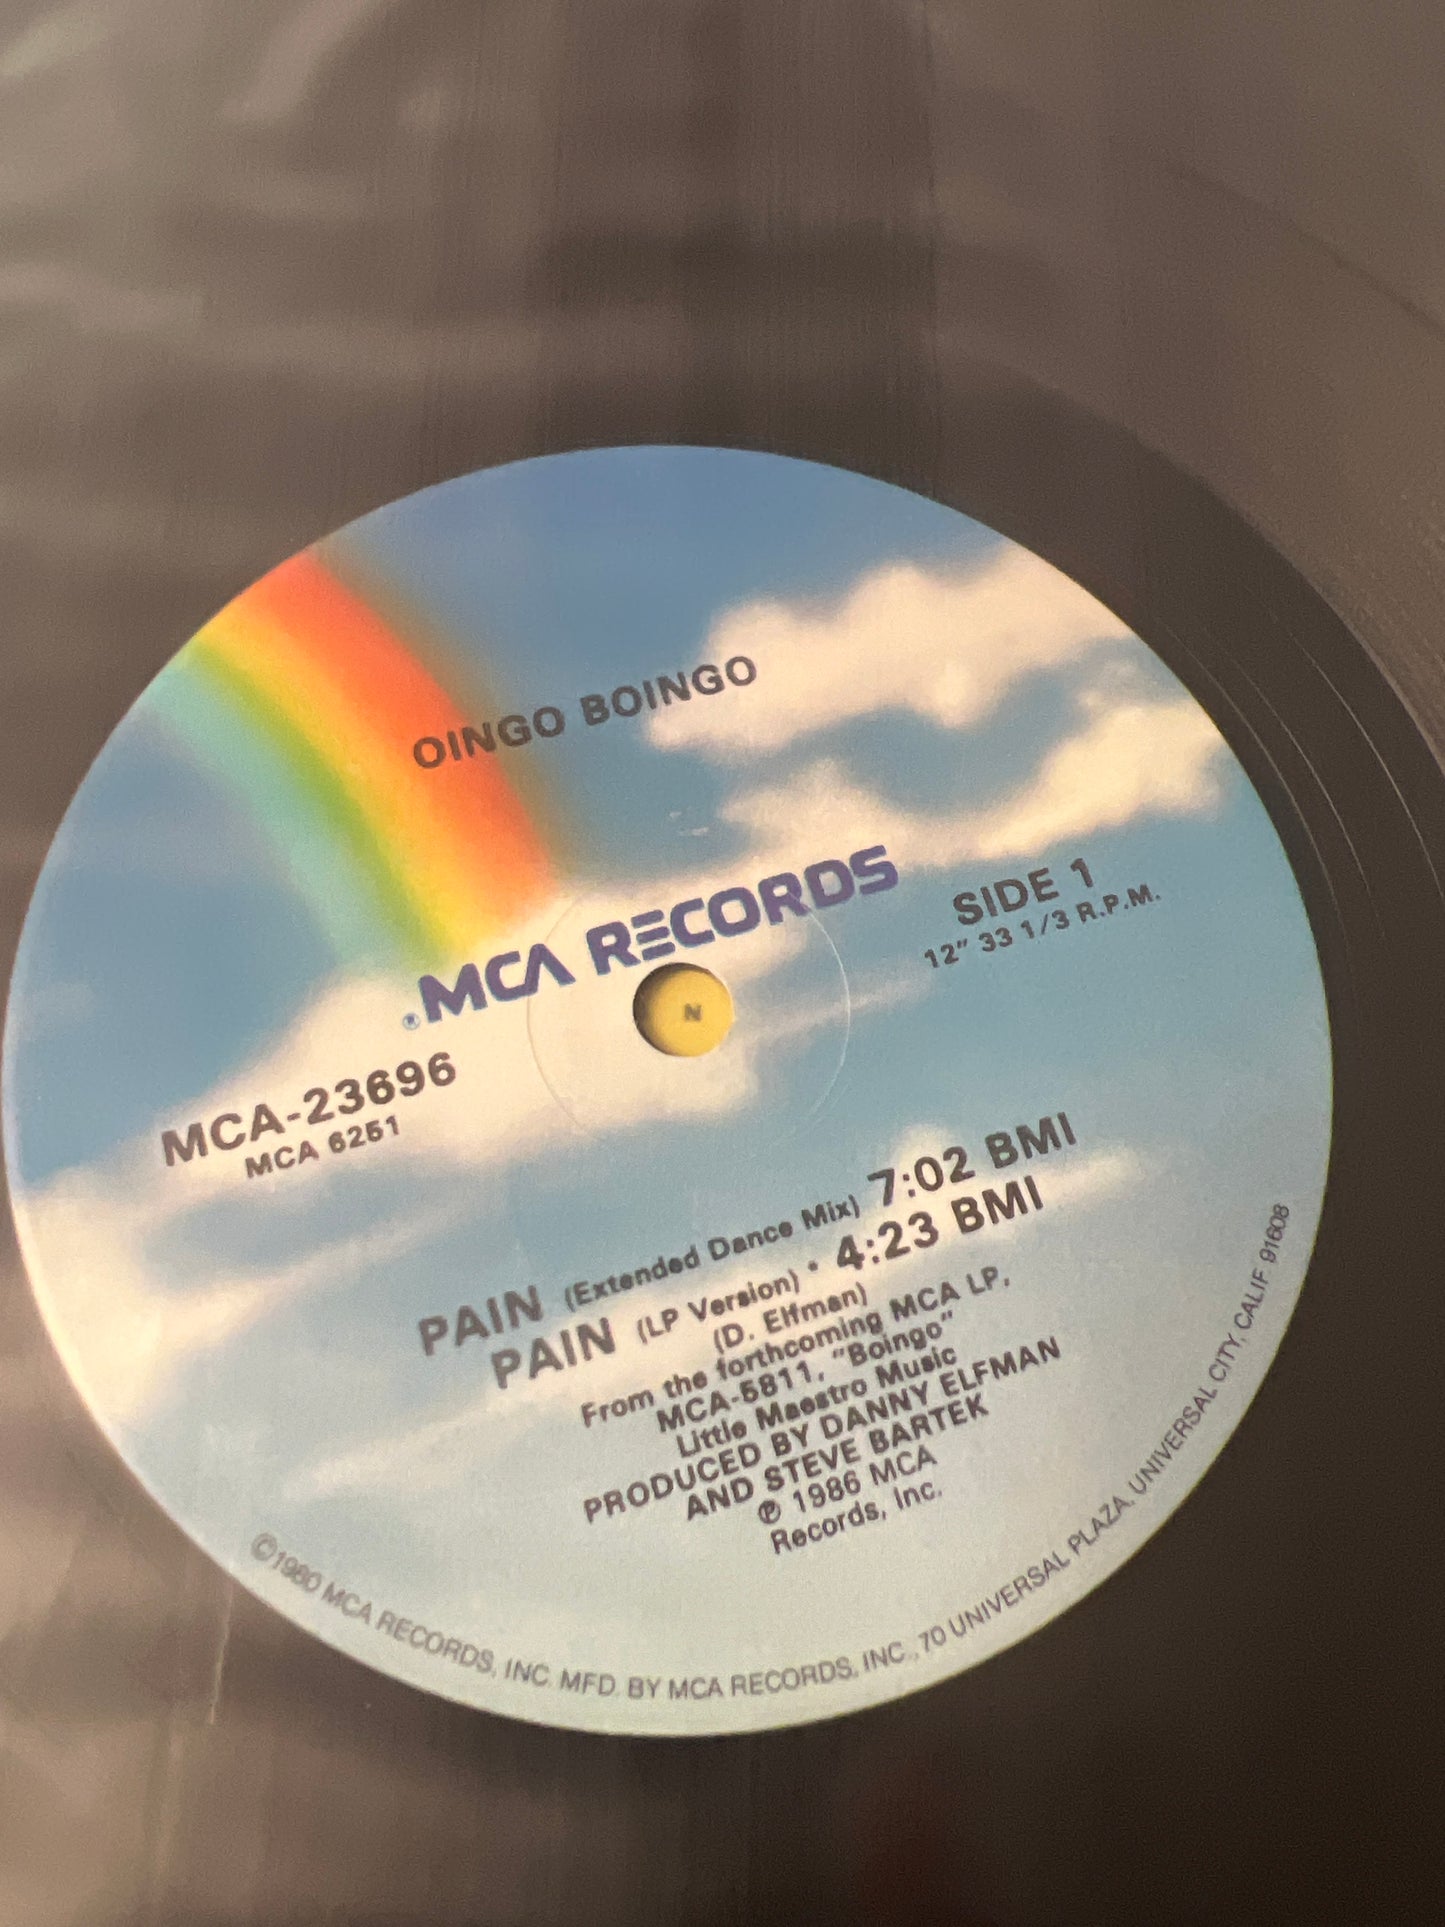 OINGO BOINGO
MCA RECORDS
®
SIDE 1
12" 33 1/3 R.P.M.
MCA-23696
MCA 6251
N
PAIN (Extended Dance Mix) 7:02 BMI
PAIN (LP Version) • 4:23 BMI
(D. Elfman)
From the forthcoming MCA LP,
MCA-5811, "Boingo"
Little Maestro Music
PRODUCED BY DANNY ELFMAN
AND STEVE BARTEK
℗ 1986 MCA
Records, Inc.
©1980 MCA RECORDS, INC. MFD. BY MCA RECORDS, INC., 70 UNIVERSAL PLAZA, UNIVERSAL CITY, CALIF. 91608